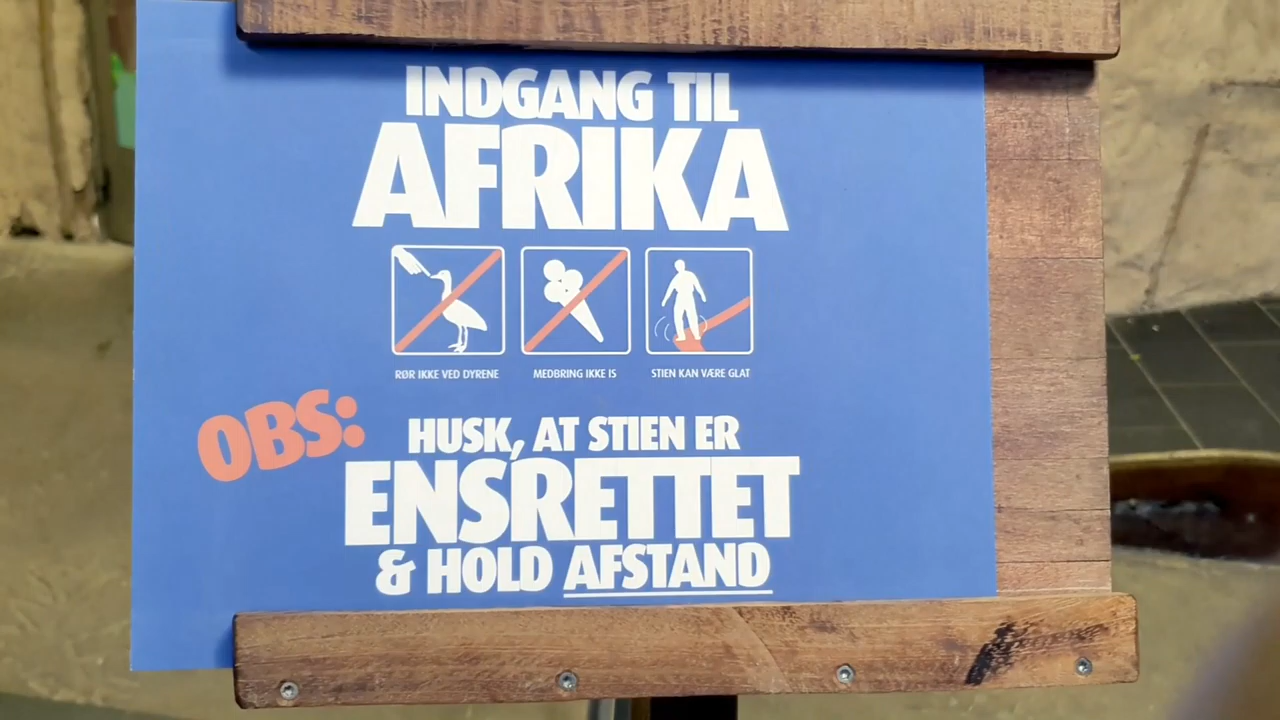 INDGANG TIL
AFRIKA
RØR IKKE VED DYRENE
MEDBRING IKKE IS
STIEN KAN VÆRE GLAT
OBS:
HUSK, AT STIEN ER
ENSRETTET
& HOLD AFSTAND